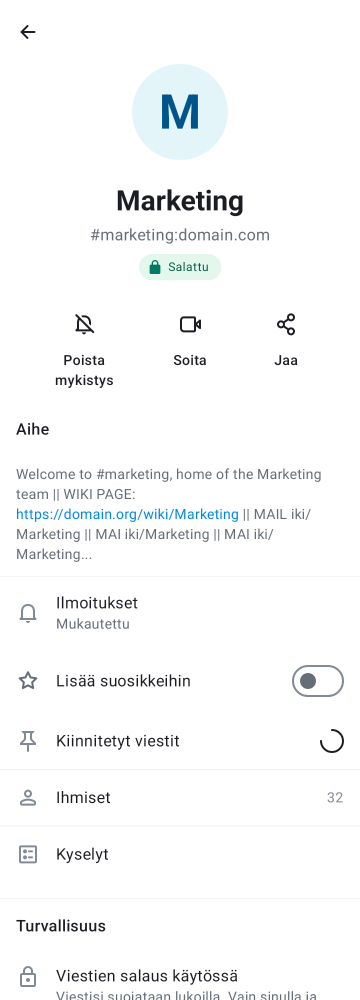 M
Marketing
#marketing:domain.com
Salattu
Poista
mykistys
Soita
Jaa
Aihe
Welcome to #marketing, home of the Marketing
team || WIKI PAGE:
https://domain.org/wiki/Marketing || MAIL iki/
Marketing || MAI iki/Marketing || MAI iki/
Marketing...
Ilmoitukset
Mukautettu
Lisää suosikkeihin
Kiinnitetyt viestit
Ihmiset
32
Kyselyt
Turvallisuus
Viestien salaus käytössä
Viestisi suojataan lukoilla. Vain sinulla ja